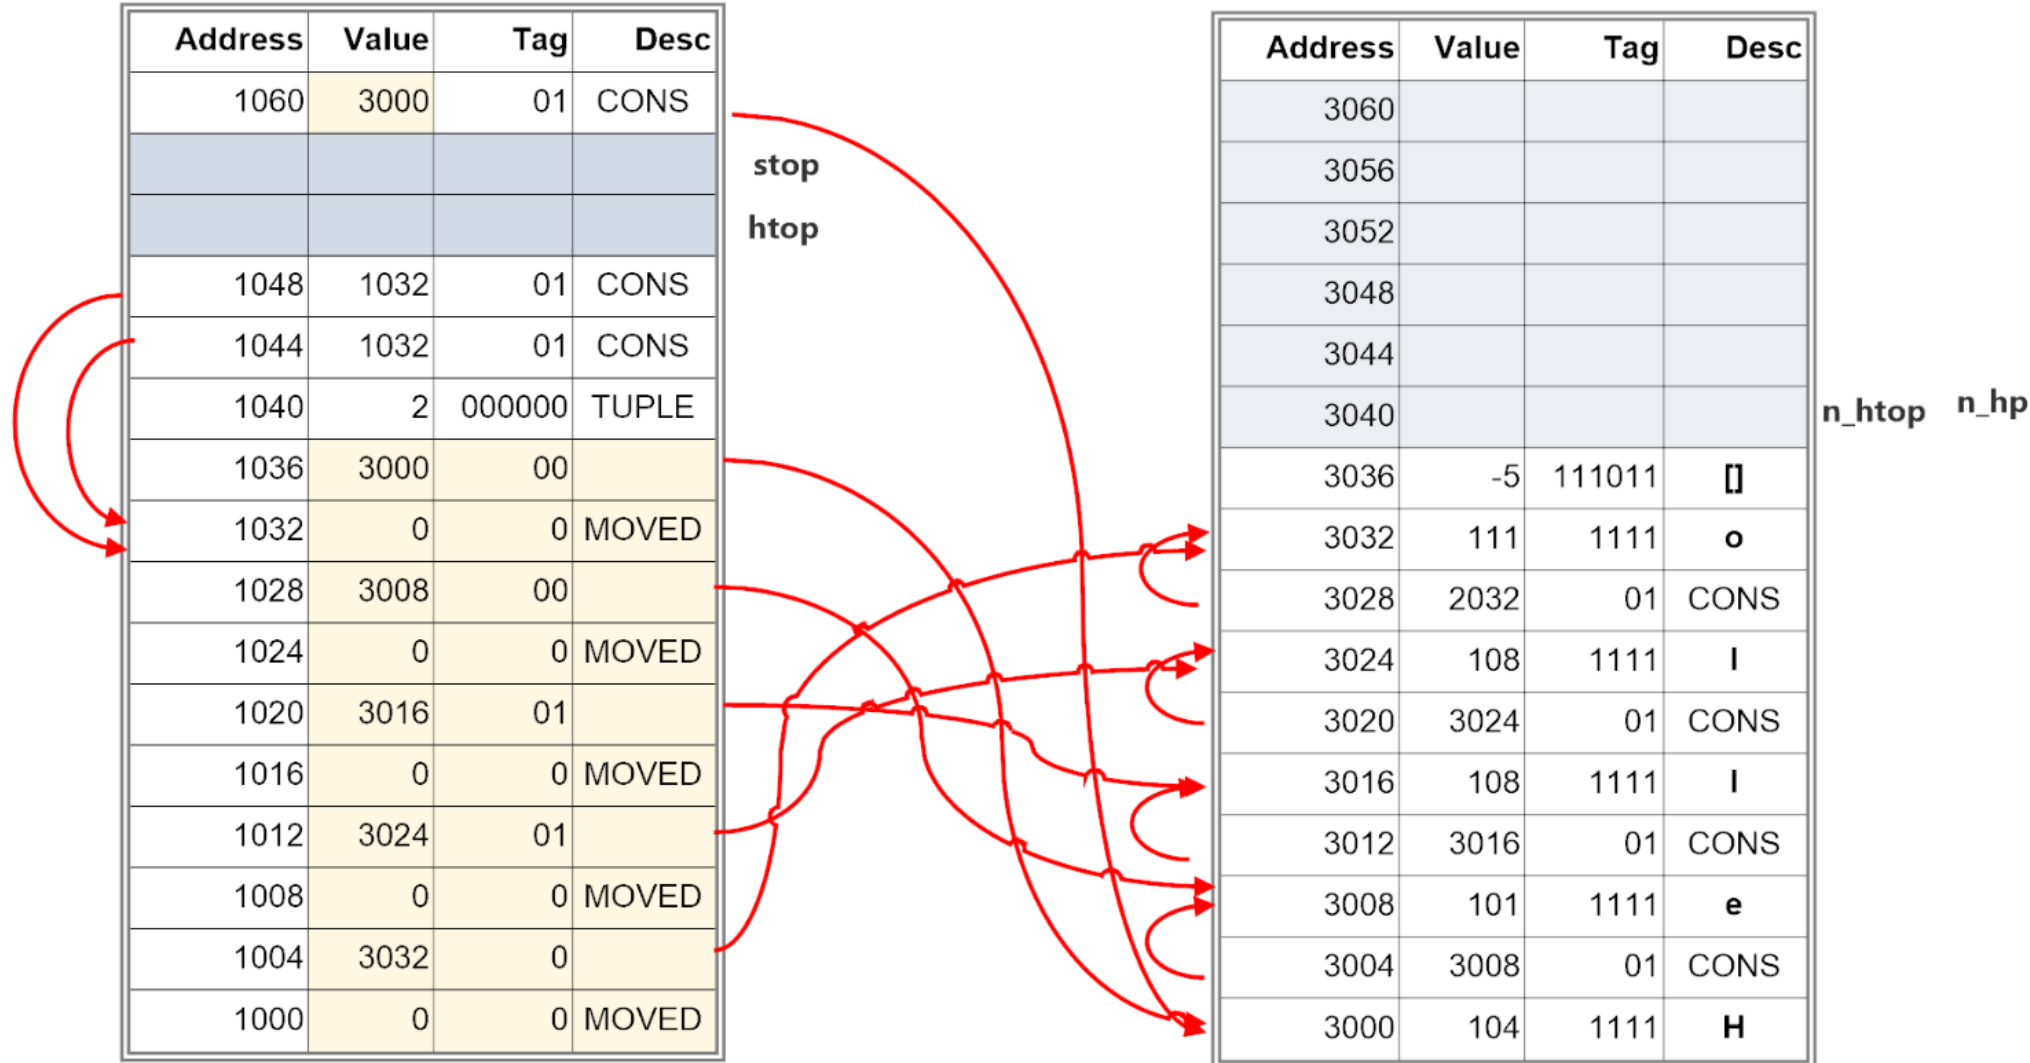 Address Value Tag Desc
1060 3000 01 CONS
stop
htop
1048 1032 01 CONS
1044 1032 01 CONS
1040 2 000000 TUPLE
1036 3000 00
1032 0 0 MOVED
1028 3008 00
1024 0 0 MOVED
1020 3016 01
1016 0 0 MOVED
1012 3024 01
1008 0 0 MOVED
1004 3032 0
1000 0 0 MOVED
Address Value Tag Desc
3060
3056
3052
3048
3044
3040
n_htop n_hp
3036 -5 111011 []
3032 111 1111 o
3028 2032 01 CONS
3024 108 1111 l
3020 3024 01 CONS
3016 108 1111 l
3012 3016 01 CONS
3008 101 1111 e
3004 3008 01 CONS
3000 104 1111 H